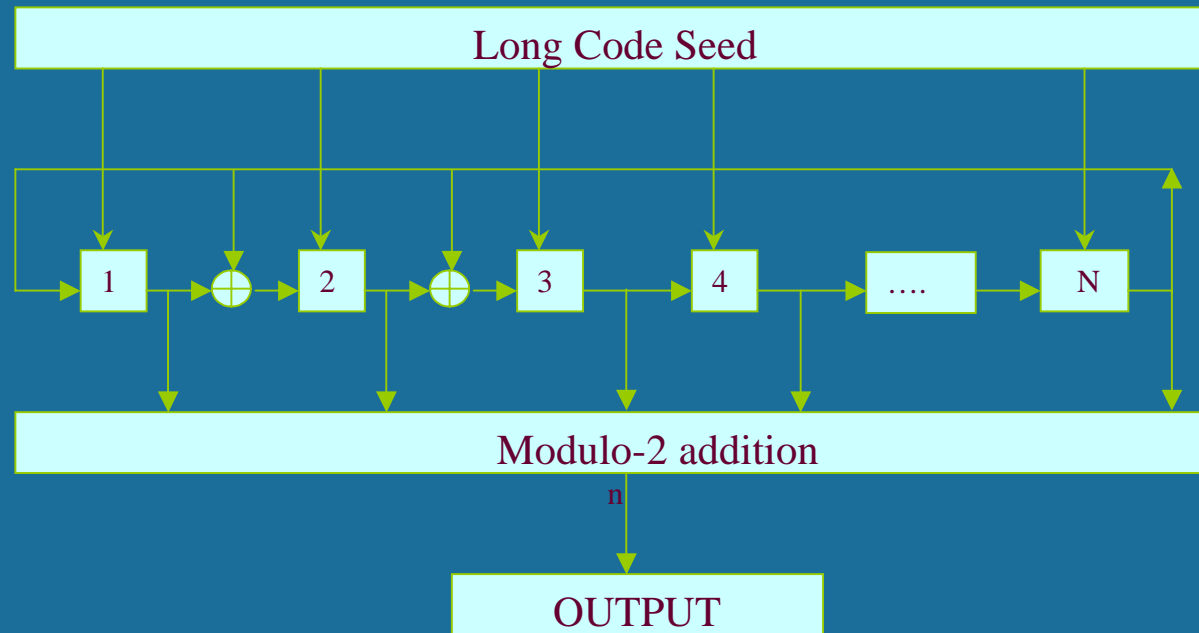 Long Code Seed
1 2 3 4 …. N
Modulo-2 addition
n
OUTPUT